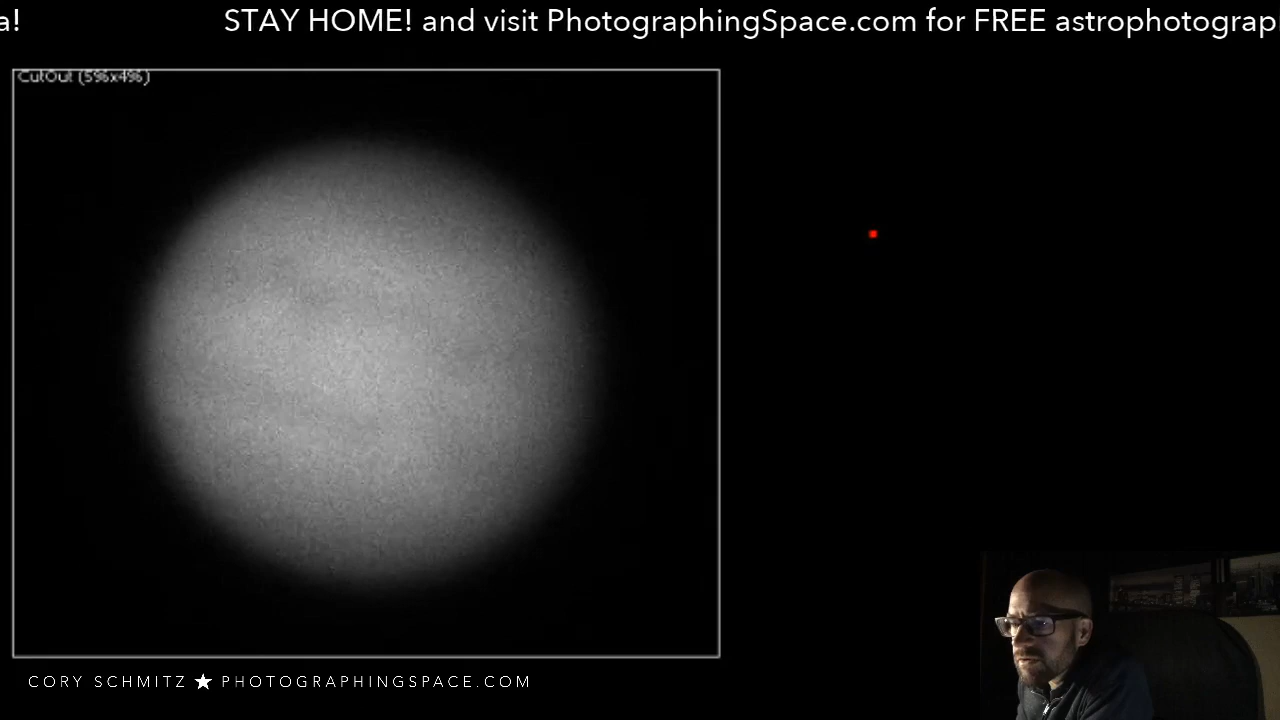 a! STAY HOME! and visit PhotographingSpace.com for FREE astrophotograp
CutOut (5%x4%)
CORY SCHMITZ ★ PHOTOGRAPHINGSPACE.COM